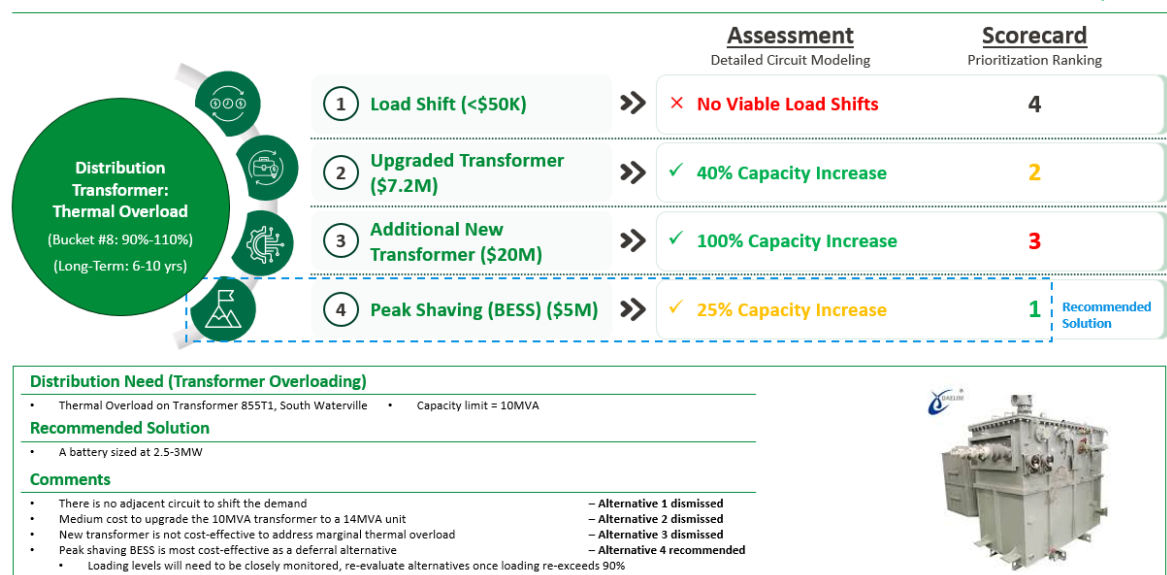 Assessment
Detailed Circuit Modeling
Scorecard
Prioritization Ranking
Distribution
Transformer:
Thermal Overload
(Bucket #8: 90%-110%)
(Long-Term: 6-10 yrs)
1
Load Shift (<$50K)
No Viable Load Shifts
4
2
Upgraded Transformer
($7.2M)
40% Capacity Increase
2
3
Additional New
Transformer ($20M)
100% Capacity Increase
3
4
Peak Shaving (BESS) ($5M)
25% Capacity Increase
1
Recommended
Solution
Distribution Need (Transformer Overloading)
• Thermal Overload on Transformer 855T1, South Waterville • Capacity limit = 10MVA
Recommended Solution
• A battery sized at 2.5-3MW
Comments
• There is no adjacent circuit to shift the demand – Alternative 1 dismissed
• Medium cost to upgrade the 10MVA transformer to a 14MVA unit – Alternative 2 dismissed
• New transformer is not cost-effective to address marginal thermal overload – Alternative 3 dismissed
• Peak shaving BESS is most cost-effective as a deferral alternative – Alternative 4 recommended
• Loading levels will need to be closely monitored, re-evaluate alternatives once loading re-exceeds 90%
DAELIM